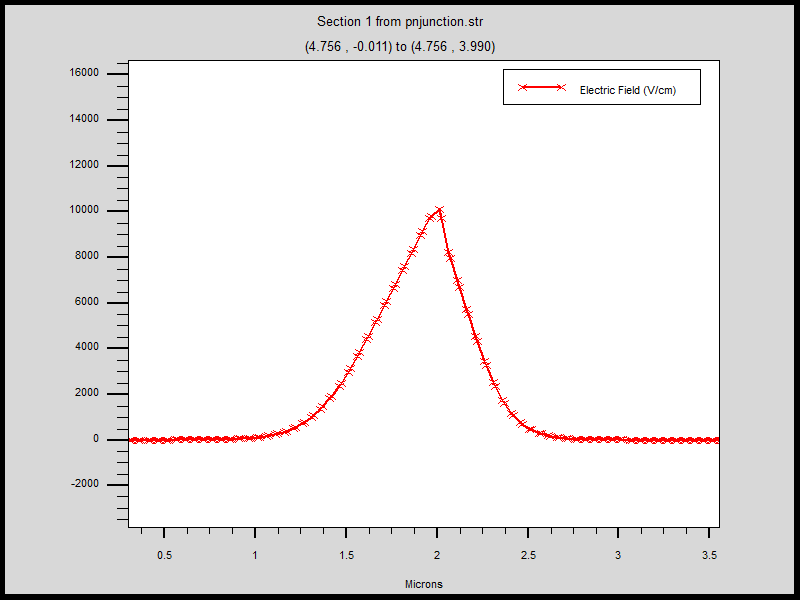 Section 1 from pnjunction.str
(4.756 , -0.011) to (4.756 , 3.990)
Electric Field (V/cm)
16000
14000
12000
10000
8000
6000
4000
2000
0
-2000
0.5 1 1.5 2 2.5 3 3.5
Microns